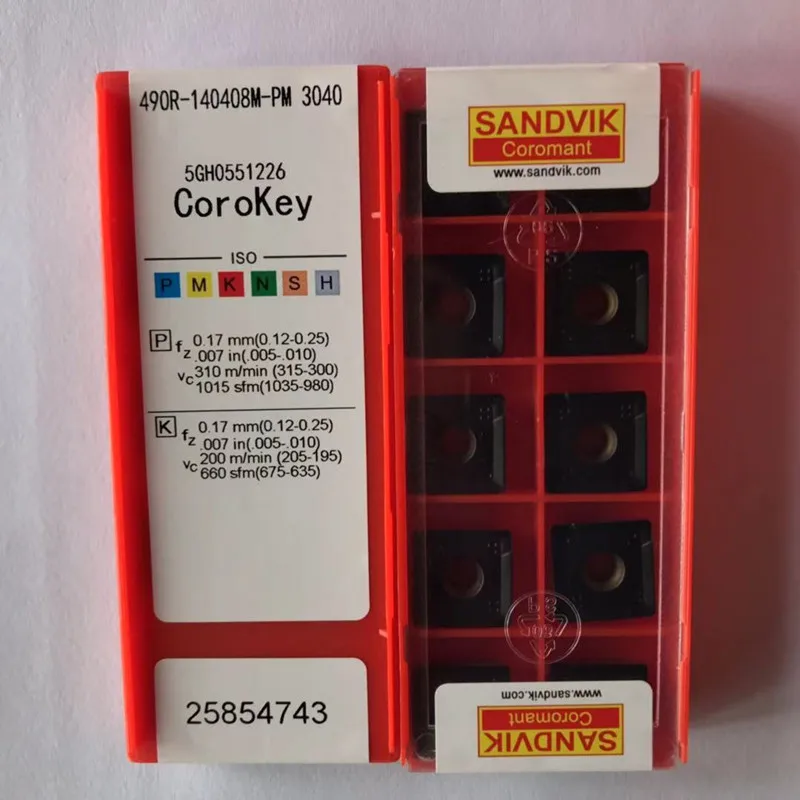 490R-140408M-PM 3040
5GH0551226
CoroKey
ISO
P M K N S H
P fz 0.17 mm(0.12-0.25)
.007 in(.005-.010)
vc 310 m/min (315-300)
1015 sfm(1035-980)
K fz 0.17 mm(0.12-0.25)
.007 in(.005-.010)
vc 200 m/min (205-195)
660 sfm(675-635)
25854743
SANDVIK
Coromant
www.sandvik.com
PS
www.sandvik.com
Coromant
SANDVIK